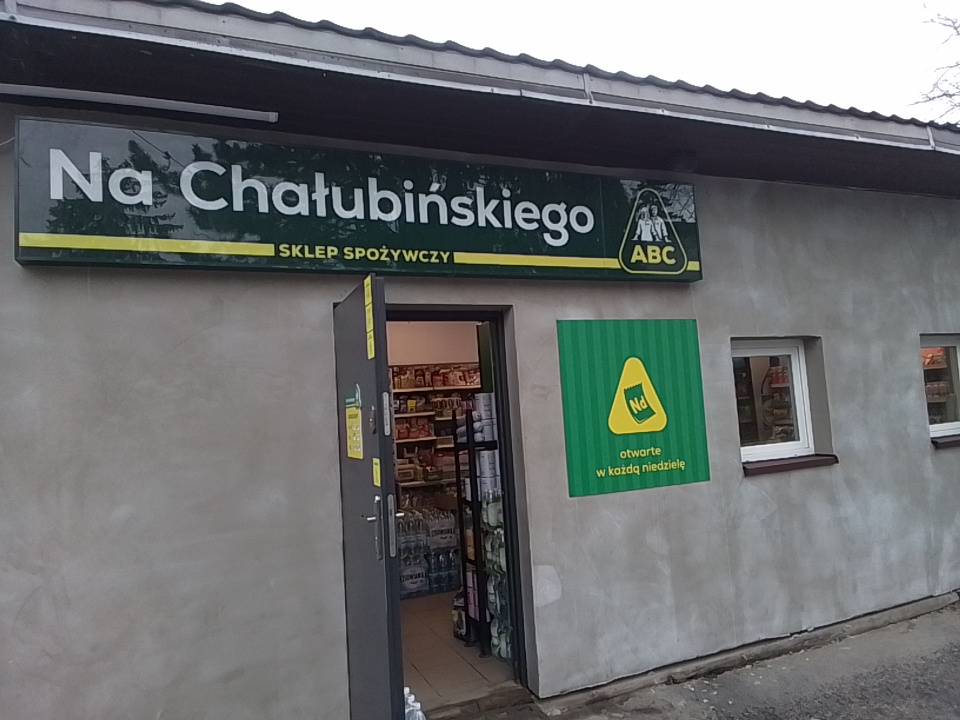 Na Chałubińskiego
SKLEP SPOŻYWCZY
ABC
Nd
otwarte
w każdą niedzielę